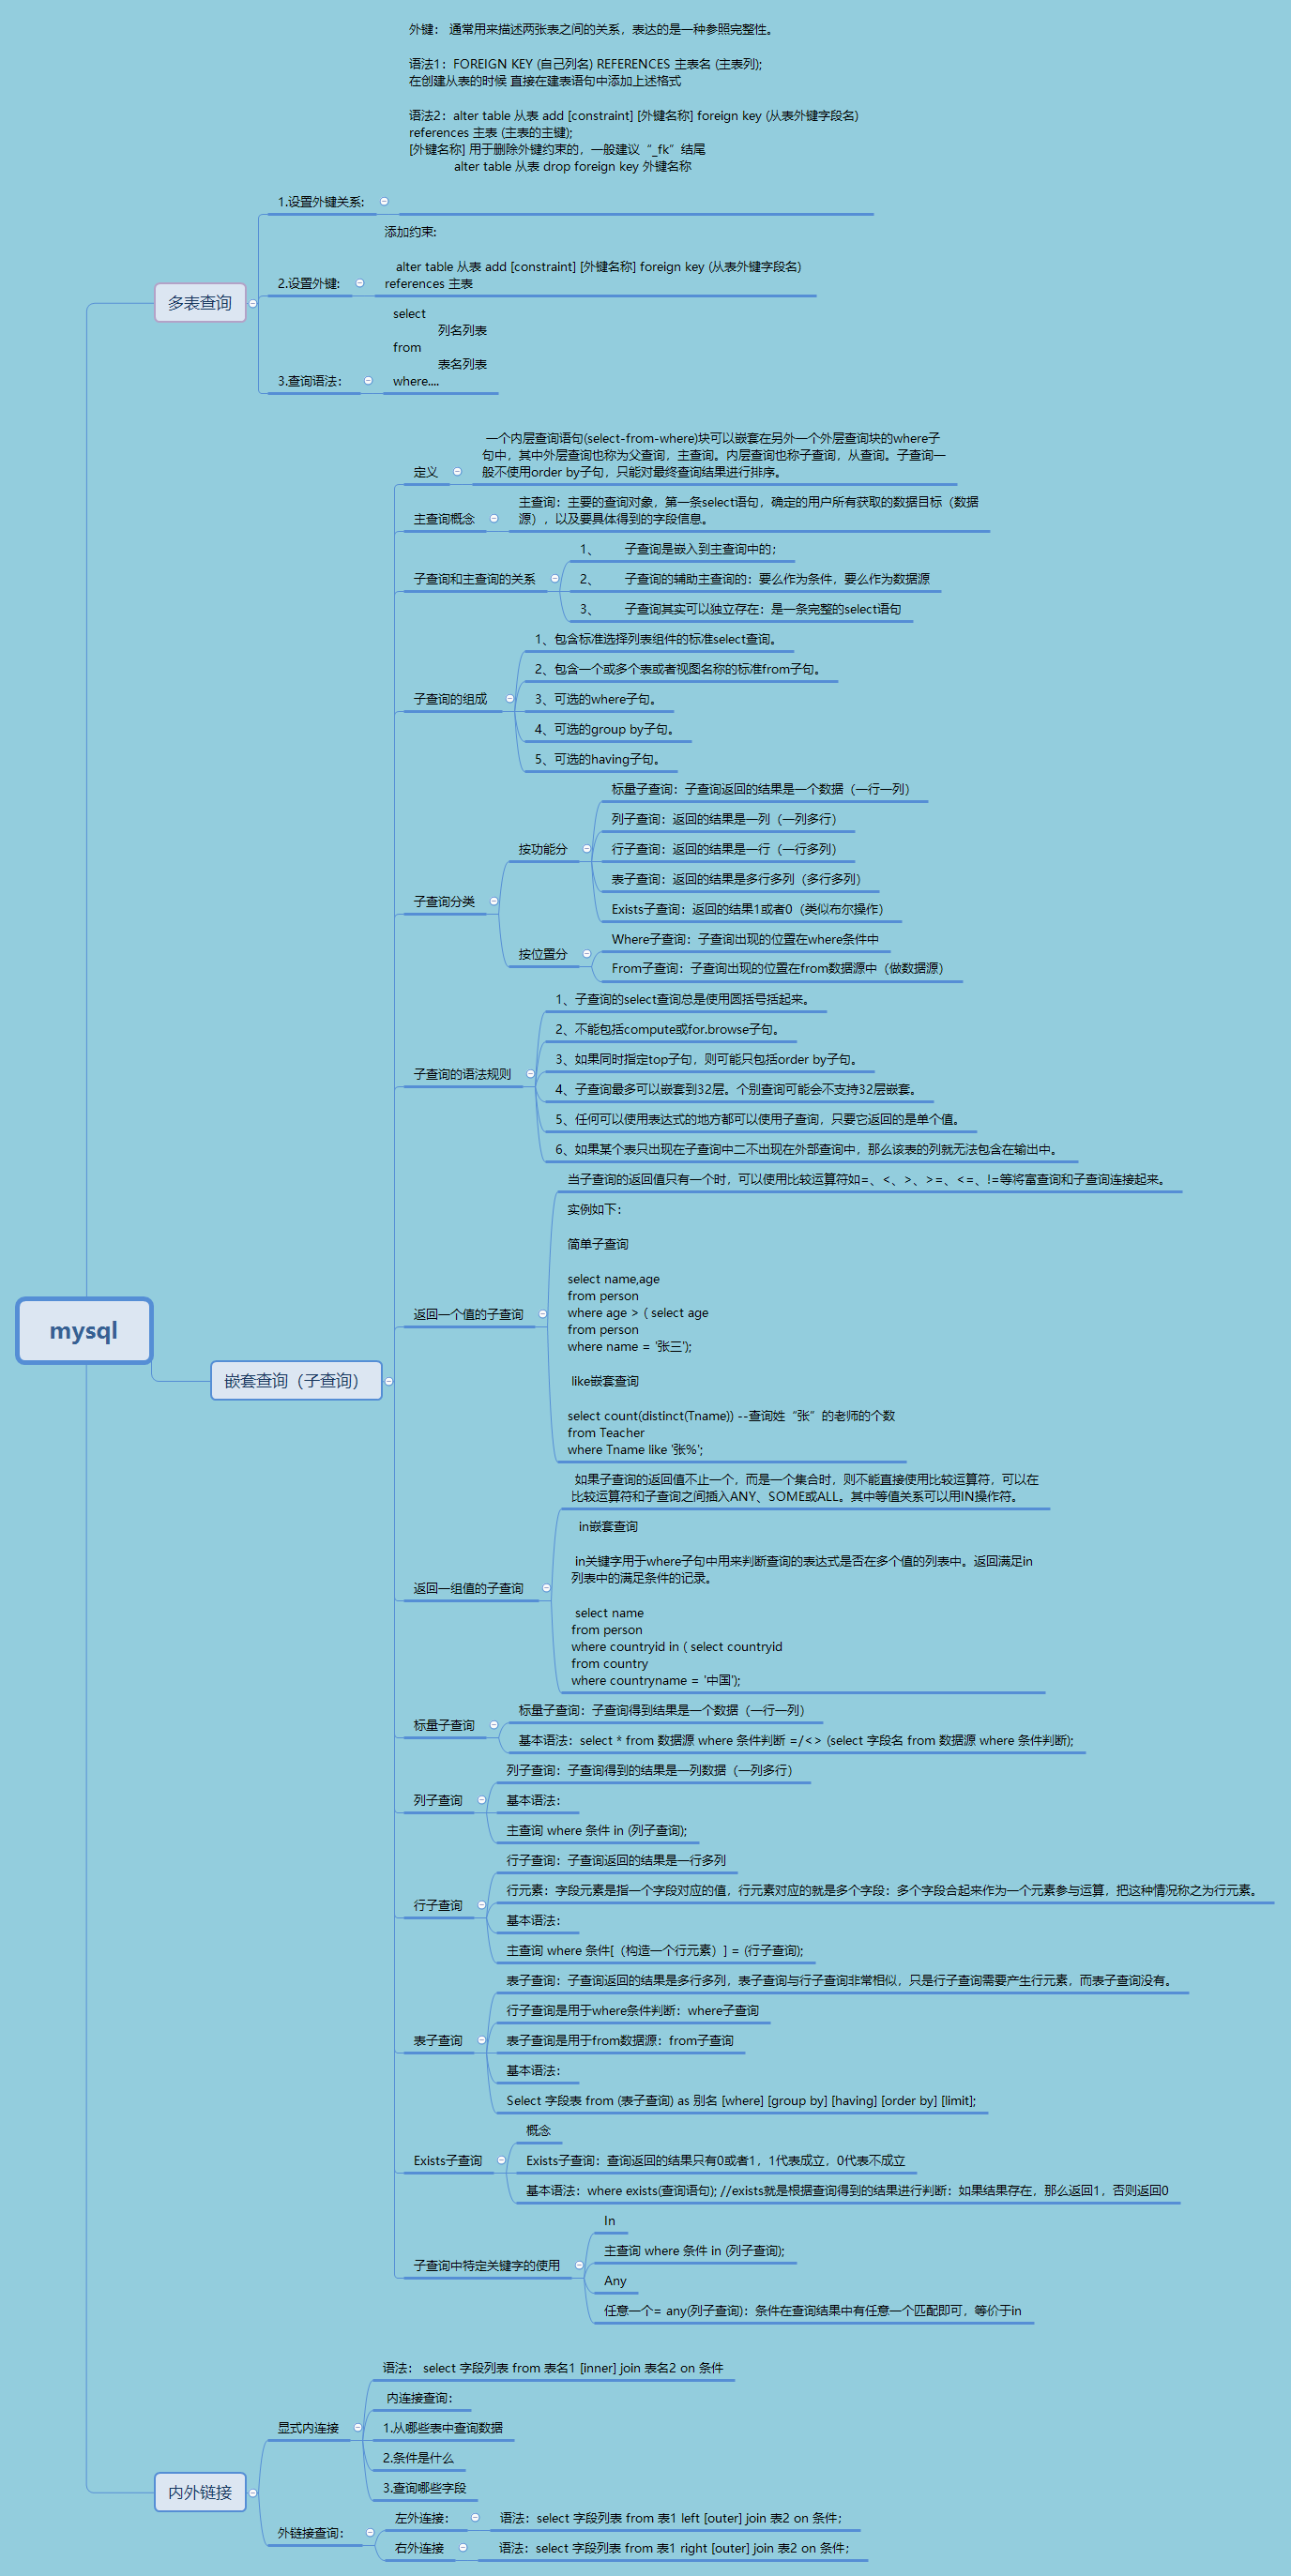 mysql
多表查询
1.设置外键关系:
外键： 通常用来描述两张表之间的关系，表达的是一种参照完整性。
语法1：FOREIGN KEY (自己列名) REFERENCES 主表名 (主表列);
在创建从表的时候 直接在建表语句中添加上述格式
语法2：alter table 从表 add [constraint] [外键名称] foreign key (从表外键字段名)
references 主表 (主表的主键);
[外键名称] 用于删除外键约束的，一般建议“_fk”结尾
alter table 从表 drop foreign key 外键名称
2.设置外键:
添加约束:
alter table 从表 add [constraint] [外键名称] foreign key (从表外键字段名)
references 主表
3.查询语法：
select
列名列表
from
表名列表
where....
嵌套查询（子查询）
定义
一个内层查询语句(select-from-where)块可以嵌套在另外一个外层查询块的where子
句中，其中外层查询也称为父查询，主查询。内层查询也称子查询，从查询。子查询一
般不使用order by子句，只能对最终查询结果进行排序。
主查询概念
主查询：主要的查询对象，第一条select语句，确定的用户所有获取的数据目标（数据
源），以及要具体得到的字段信息。
子查询和主查询的关系
1、 子查询是嵌入到主查询中的；
2、 子查询的辅助主查询的：要么作为条件，要么作为数据源
3、 子查询其实可以独立存在：是一条完整的select语句
子查询的组成
1、包含标准选择列表组件的标准select查询。
2、包含一个或多个表或者视图名称的标准from子句。
3、可选的where子句。
4、可选的group by子句。
5、可选的having子句。
子查询分类
按功能分
标量子查询：子查询返回的结果是一个数据（一行一列）
列子查询：返回的结果是一列（一列多行）
行子查询：返回的结果是一行（一行多列）
表子查询：返回的结果是多行多列（多行多列）
Exists子查询：返回的结果1或者0（类似布尔操作）
按位置分
Where子查询：子查询出现的位置在where条件中
From子查询：子查询出现的位置在from数据源中（做数据源）
子查询的语法规则
1、子查询的select查询总是使用圆括号括起来。
2、不能包括compute或for.browse子句。
3、如果同时指定top子句，则可能只包括order by子句。
4、子查询最多可以嵌套到32层。个别查询可能会不支持32层嵌套。
5、任何可以使用表达式的地方都可以使用子查询，只要它返回的是单个值。
6、如果某个表只出现在子查询中二不出现在外部查询中，那么该表的列就无法包含在输出中。
返回一个值的子查询
当子查询的返回值只有一个时，可以使用比较运算符如=、<、>、>=、<=、!=等将富查询和子查询连接起来。
实例如下：
简单子查询
select name,age
from person
where age > ( select age
from person
where name = '张三');
like嵌套查询
select count(distinct(Tname)) --查询姓“张”的老师的个数
from Teacher
where Tname like '张%';
返回一组值的子查询
如果子查询的返回值不止一个，而是一个集合时，则不能直接使用比较运算符，可以在
比较运算符和子查询之间插入ANY、SOME或ALL。其中等值关系可以用IN操作符。
in嵌套查询
in关键字用于where子句中用来判断查询的表达式是否在多个值的列表中。返回满足in
列表中的满足条件的记录。
select name
from person
where countryid in ( select countryid
from country
where countryname = '中国');
标量子查询
标量子查询：子查询得到结果是一个数据（一行一列）
基本语法：select * from 数据源 where 条件判断 =/<> (select 字段名 from 数据源 where 条件判断);
列子查询
列子查询：子查询得到的结果是一列数据（一列多行）
基本语法：
主查询 where 条件 in (列子查询);
行子查询
行子查询：子查询返回的结果是一行多列
行元素：字段元素是指一个字段对应的值，行元素对应的就是多个字段：多个字段合起来作为一个元素参与运算，把这种情况称之为行元素。
基本语法：
主查询 where 条件[（构造一个行元素）] = (行子查询);
表子查询
表子查询：子查询返回的结果是多行多列，表子查询与行子查询非常相似，只是行子查询需要产生行元素，而表子查询没有。
行子查询是用于where条件判断：where子查询
表子查询是用于from数据源：from子查询
基本语法：
Select 字段表 from (表子查询) as 别名 [where] [group by] [having] [order by] [limit];
Exists子查询
概念
Exists子查询：查询返回的结果只有0或者1，1代表成立，0代表不成立
基本语法：where exists(查询语句); //exists就是根据查询得到的结果进行判断：如果结果存在，那么返回1，否则返回0
子查询中特定关键字的使用
In
主查询 where 条件 in (列子查询);
Any
任意一个= any(列子查询)：条件在查询结果中有任意一个匹配即可，等价于in
内外链接
显式内连接
语法： select 字段列表 from 表名1 [inner] join 表名2 on 条件
内连接查询：
1.从哪些表中查询数据
2.条件是什么
3.查询哪些字段
外链接查询：
左外连接：
语法：select 字段列表 from 表1 left [outer] join 表2 on 条件；
右外连接
语法：select 字段列表 from 表1 right [outer] join 表2 on 条件；